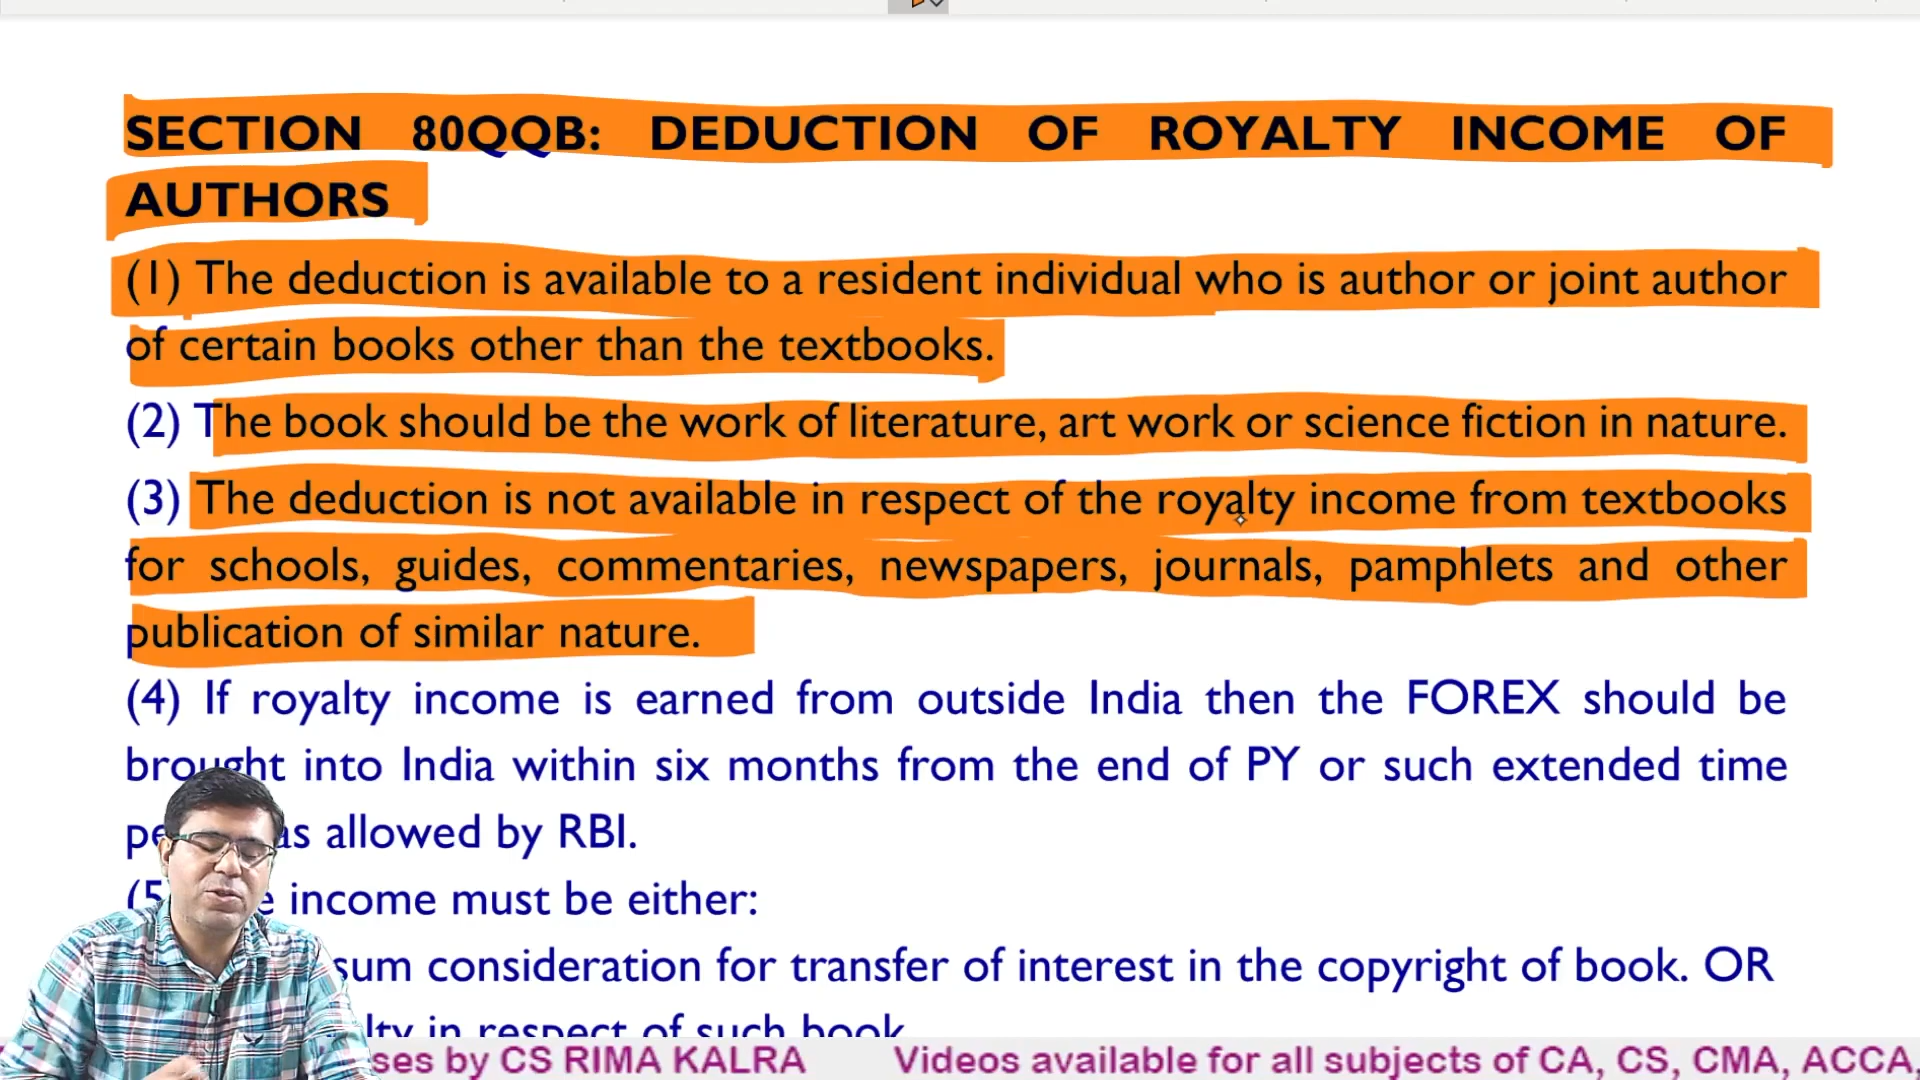 SECTION 80QQB: DEDUCTION OF ROYALTY INCOME OF
AUTHORS
(1) The deduction is available to a resident individual who is author or joint author
of certain books other than the textbooks.
(2) The book should be the work of literature, art work or science fiction in nature.
(3) The deduction is not available in respect of the royalty income from textbooks
for schools, guides, commentaries, newspapers, journals, pamphlets and other
publication of similar nature.
(4) If royalty income is earned from outside India then the FOREX should be
brought into India within six months from the end of PY or such extended time
as allowed by RBI.
income must be either:
sum consideration for transfer of interest in the copyright of book. OR
in respect of such book
by CS RIMA KALRA Videos available for all subjects of CA, CS, CMA, ACCA,